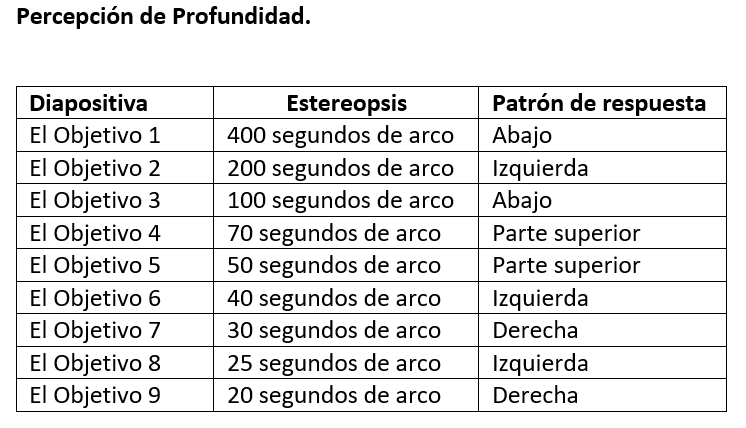 Percepción de Profundidad.
Diapositiva Estereopsis Patrón de respuesta
El Objetivo 1 400 segundos de arco Abajo
El Objetivo 2 200 segundos de arco Izquierda
El Objetivo 3 100 segundos de arco Abajo
El Objetivo 4 70 segundos de arco Parte superior
El Objetivo 5 50 segundos de arco Parte superior
El Objetivo 6 40 segundos de arco Izquierda
El Objetivo 7 30 segundos de arco Derecha
El Objetivo 8 25 segundos de arco Izquierda
El Objetivo 9 20 segundos de arco Derecha